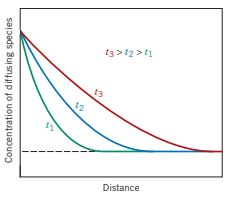 Concentration of diffusing species
t₃ > t₂ > t₁
t₃
t₂
t₁
Distance